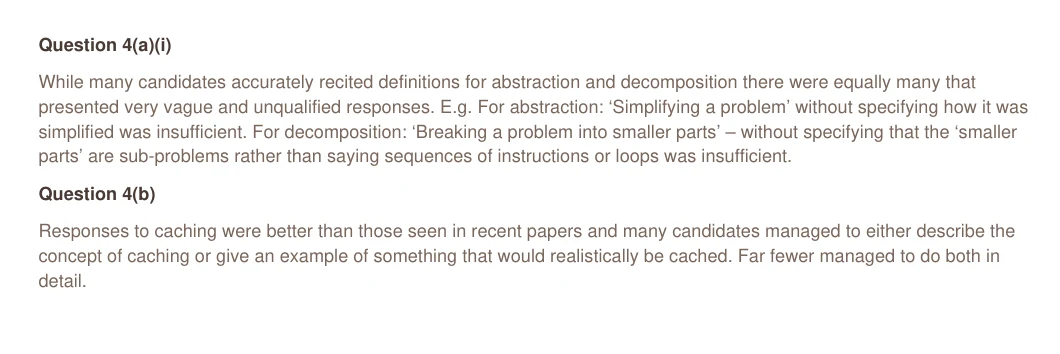 Question 4(a)(i)
While many candidates accurately recited definitions for abstraction and decomposition there were equally many that
presented very vague and unqualified responses. E.g. For abstraction: ‘Simplifying a problem’ without specifying how it was
simplified was insufficient. For decomposition: ‘Breaking a problem into smaller parts’ – without specifying that the ‘smaller
parts’ are sub-problems rather than saying sequences of instructions or loops was insufficient.
Question 4(b)
Responses to caching were better than those seen in recent papers and many candidates managed to either describe the
concept of caching or give an example of something that would realistically be cached. Far fewer managed to do both in
detail.